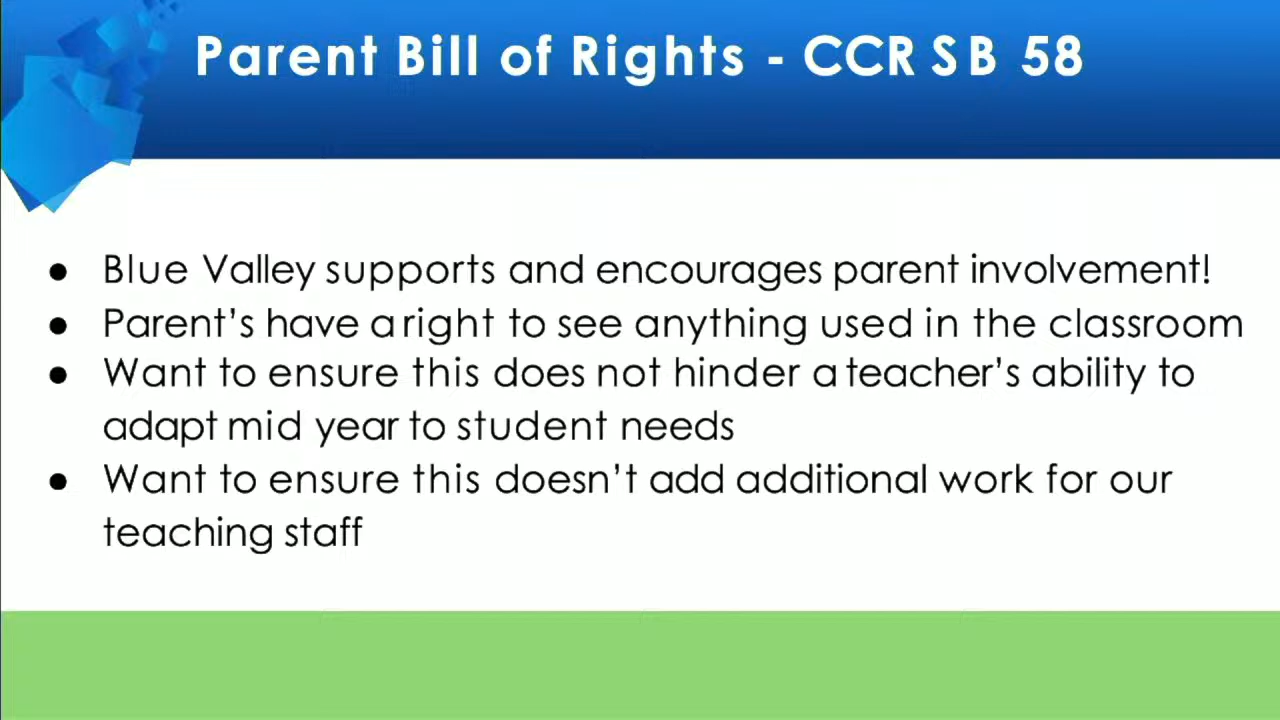 Parent Bill of Rights - CCR SB 58
● Blue Valley supports and encourages parent involvement!
● Parent’s have a right to see anything used in the classroom
● Want to ensure this does not hinder a teacher’s ability to
adapt mid year to student needs
● Want to ensure this doesn’t add additional work for our
teaching staff